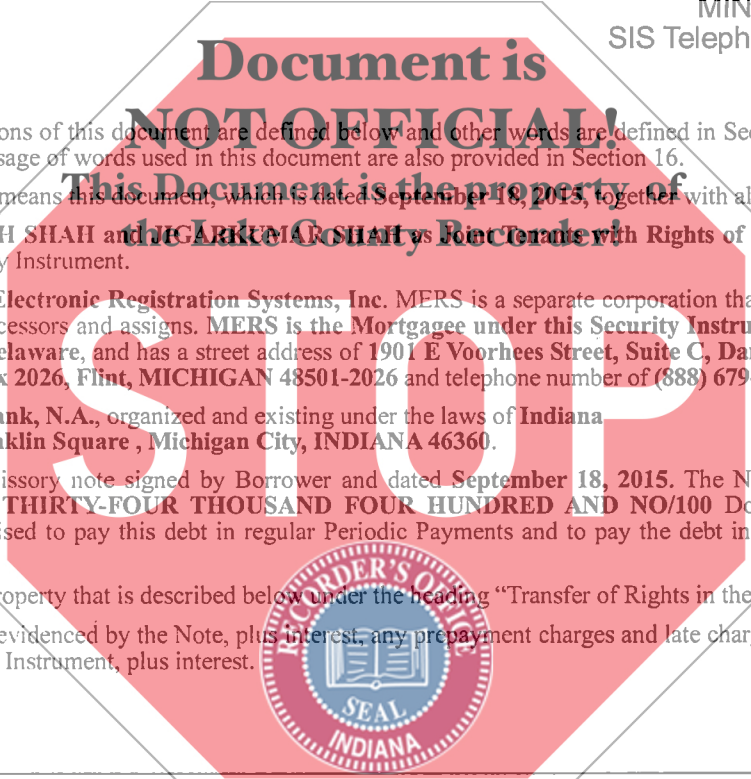 MIN
SIS Teleph
Document is
NOT OFFICIAL!
ons of this document are defined below and other words are defined in Sec
sage of words used in this document are also provided in Section 16.
This Document is the property of
means this document, which is dated September 18, 2015, together with al
the Lake County Recorder!
H SHAH and JIGARKUMAR SHAH as Joint Tenants with Rights of
y Instrument.
Electronic Registration Systems, Inc. MERS is a separate corporation tha
cessors and assigns. MERS is the Mortgagee under this Security Instru
elaware, and has a street address of 1901 E Voorhees Street, Suite C, Da
x 2026, Flint, MICHIGAN 48501-2026 and telephone number of (888) 679
STOP
ank, N.A., organized and existing under the laws of Indiana
klin Square , Michigan City, INDIANA 46360.
issory note signed by Borrower and dated September 18, 2015. The N
THIRTY-FOUR THOUSAND FOUR HUNDRED AND NO/100 Do
ised to pay this debt in regular Periodic Payments and to pay the debt in
roperty that is described below under the heading “Transfer of Rights in the
evidenced by the Note, plus interest, any prepayment charges and late char
Instrument, plus interest.
RECORDER'S OFFICE
SEAL
INDIANA